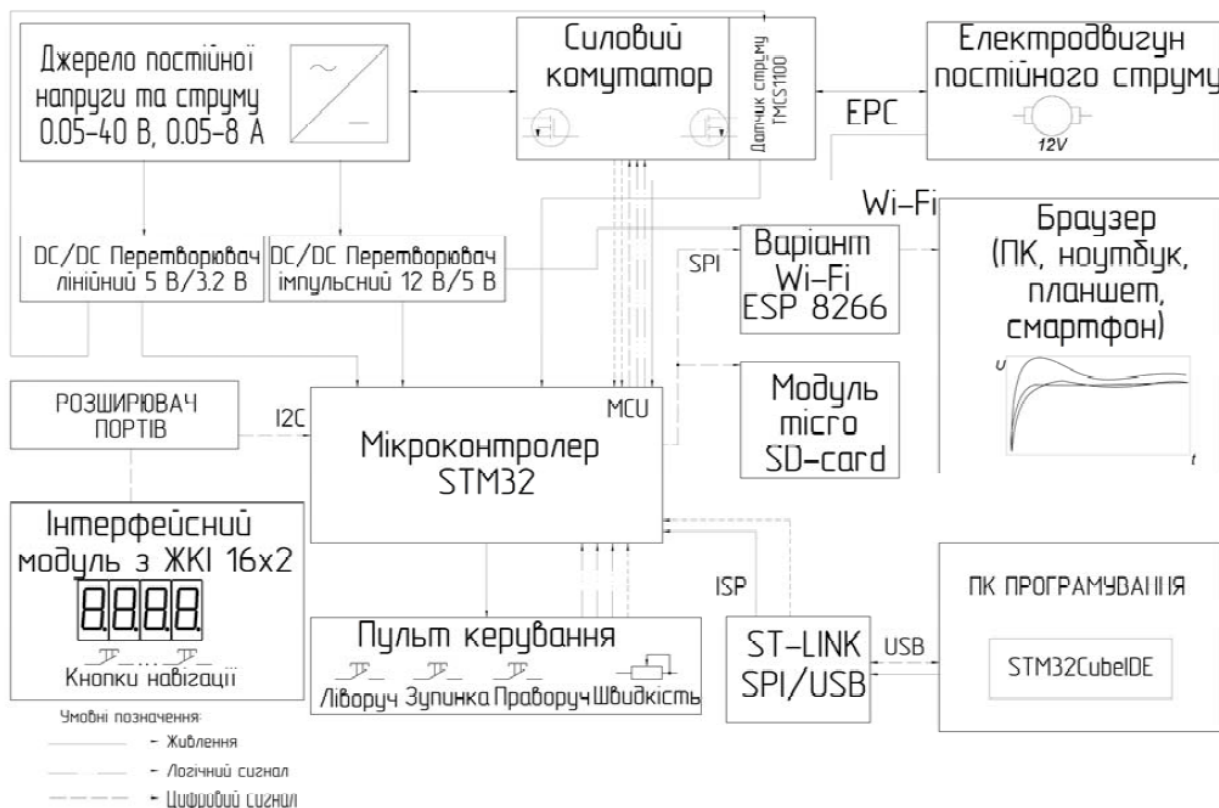 Джерело постійної
напруги та струму
0.05-40 В, 0.05-8 А
Силовий
комутатор
Датчик струму
TMCS1100
ЕРС
Електродвигун
постійного струму
12V
DC/DC Перетворювач
лінійний 5 В/3.2 В
DC/DC Перетворювач
імпульсний 12 В/5 В
SPI
Варіант
Wi-Fi
ESP 8266
Wi-Fi
Браузер
(ПК, ноутбук,
планшет,
смартфон)
U
t
РОЗШИРЮВАЧ
ПОРТІВ
I2C
MCU
Мікроконтролер
STM32
Модуль
micro
SD-card
Інтерфейсний
модуль з ЖКІ 16x2
8.8.8.8
Кнопки навігації
Пульт керування
Ліворуч Зупинка Праворуч Швидкість
ISP
ST-LINK
SPI/USB
USB
ПК ПРОГРАМУВАННЯ
STM32CubeIDE
Умовні позначення:
- Живлення
- Логічний сигнал
- Цифровий сигнал